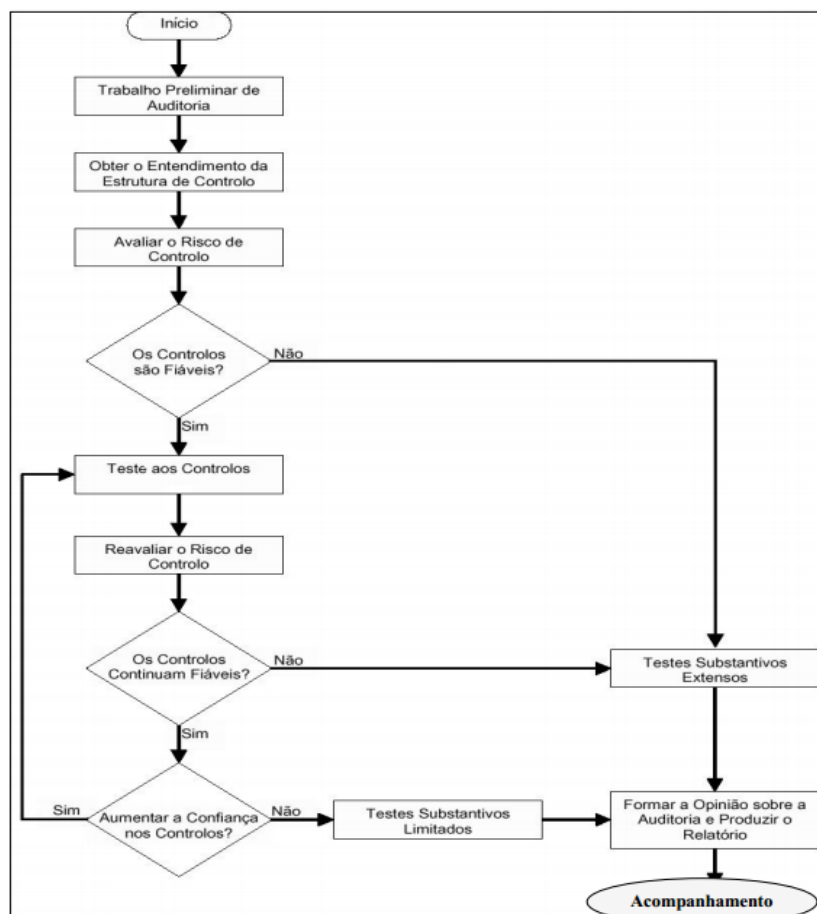 Início
Trabalho Preliminar de
Auditoria
Obter o Entendimento da
Estrutura de Controlo
Avaliar o Risco de
Controlo
Os Controlos
são Fiáveis?
Não
Sim
Teste aos Controlos
Reavaliar o Risco de
Controlo
Os Controlos
Continuam Fiáveis?
Não
Testes Substantivos
Extensos
Sim
Sim
Aumentar a Confiança
nos Controlos?
Não
Testes Substantivos
Limitados
Formar a Opinião sobre a
Auditoria e Produzir o
Relatório
Acompanhamento